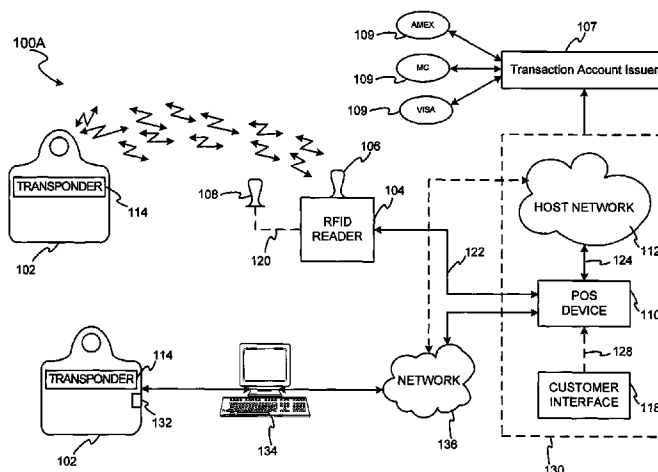 100A
109
AMEX
107
109
MC
Transaction Account Issuer
109
VISA
106
TRANSPONDER
108
114
104
RFID
READER
HOST NETWORK
112
102
120
122
124
POS
DEVICE
110
128
114
TRANSPONDER
NETWORK
CUSTOMER
INTERFACE
118
132
134
136
102
130